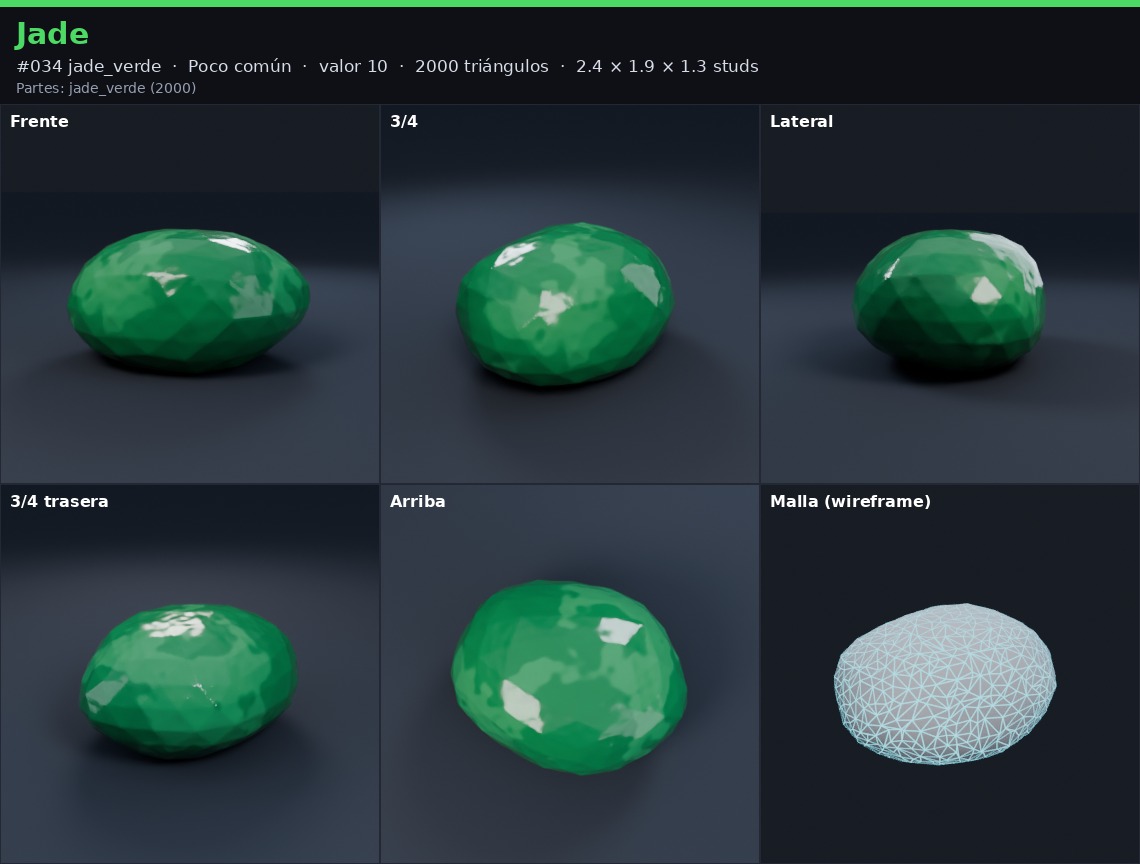 Jade
#034 jade_verde · Poco común · valor 10 · 2000 triángulos · 2.4 × 1.9 × 1.3 studs
Partes: jade_verde (2000)
Frente
3/4
Lateral
3/4 trasera
Arriba
Malla (wireframe)